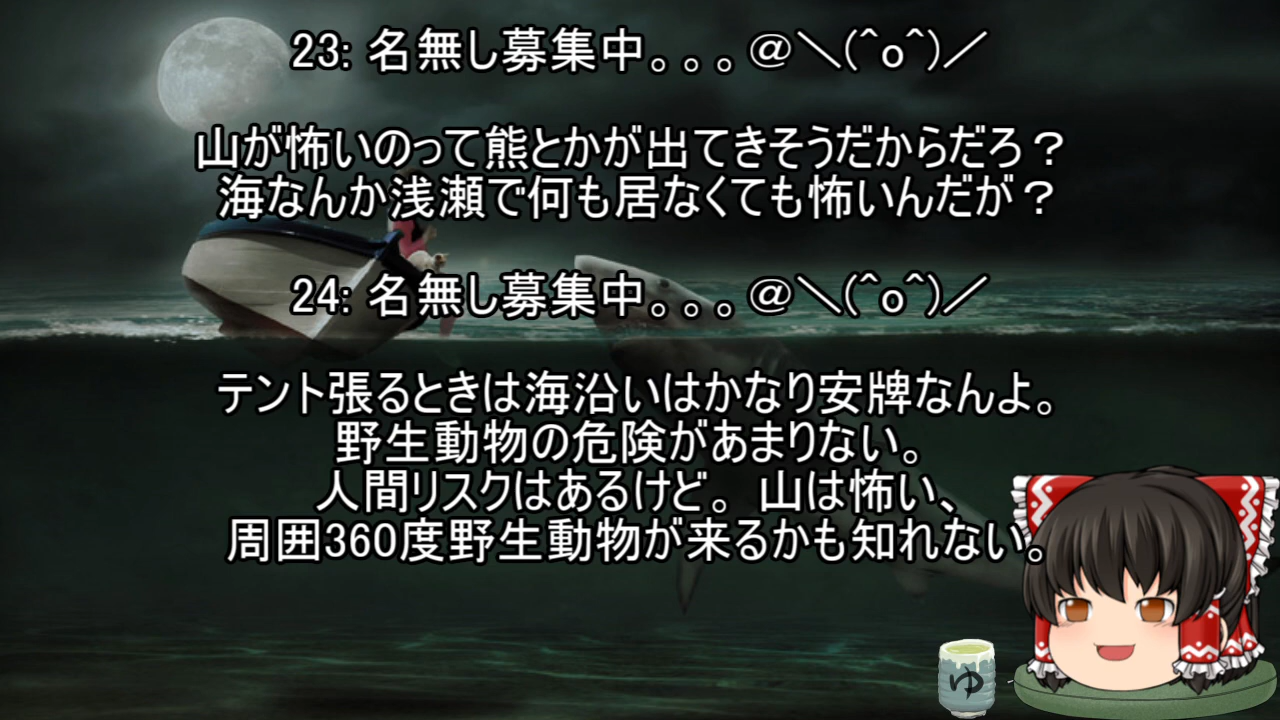 23: 名無し募集中。。。＠＼(^o^)／
山が怖いのって熊とかが出てきそうだからだろ？
海なんか浅瀬で何も居なくても怖いんだが？
24: 名無し募集中。。。＠＼(^o^)／
テント張るときは海沿いはかなり安牌なんよ。
野生動物の危険があまりない。
人間リスクはあるけど。山は怖い、
周囲360度野生動物が来るかも知れない。
ゆ